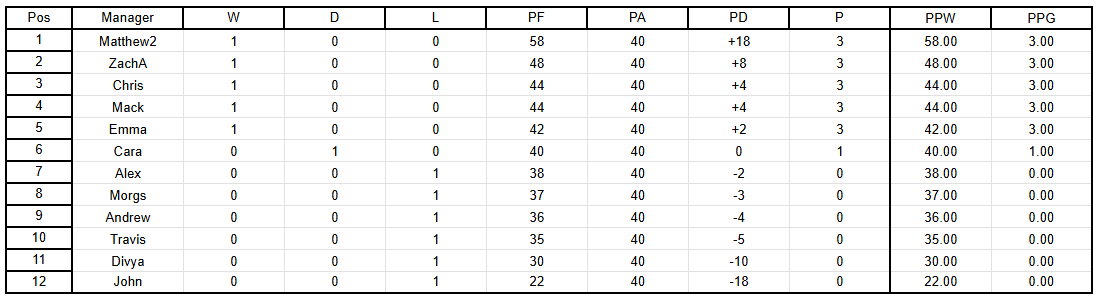 Pos Manager W D L PF PA PD P PPW PPG
1 Matthew2 1 0 0 58 40 +18 3 58.00 3.00
2 ZachA 1 0 0 48 40 +8 3 48.00 3.00
3 Chris 1 0 0 44 40 +4 3 44.00 3.00
4 Mack 1 0 0 44 40 +4 3 44.00 3.00
5 Emma 1 0 0 42 40 +2 3 42.00 3.00
6 Cara 0 1 0 40 40 0 1 40.00 1.00
7 Alex 0 0 1 38 40 -2 0 38.00 0.00
8 Morgs 0 0 1 37 40 -3 0 37.00 0.00
9 Andrew 0 0 1 36 40 -4 0 36.00 0.00
10 Travis 0 0 1 35 40 -5 0 35.00 0.00
11 Divya 0 0 1 30 40 -10 0 30.00 0.00
12 John 0 0 1 22 40 -18 0 22.00 0.00